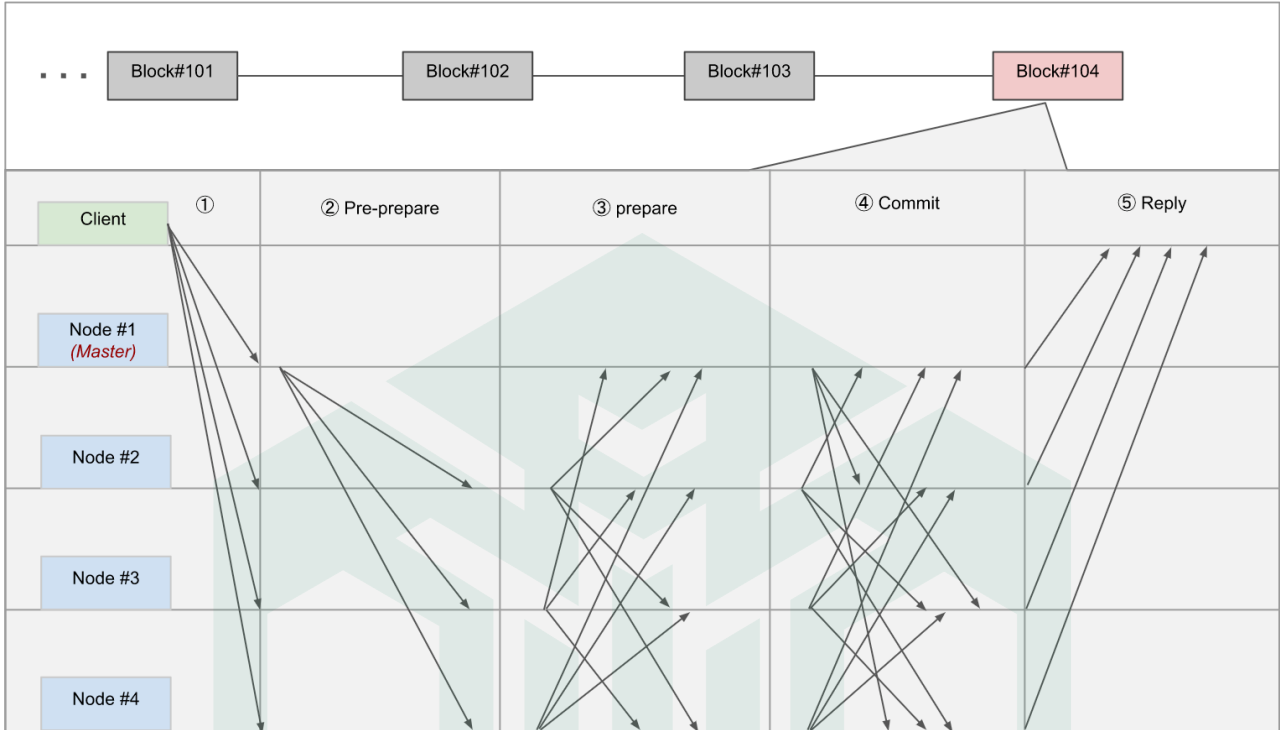 . . .
Block#101
Block#102
Block#103
Block#104
Client
①
② Pre-prepare
③ prepare
④ Commit
⑤ Reply
Node #1
(Master)
Node #2
Node #3
Node #4